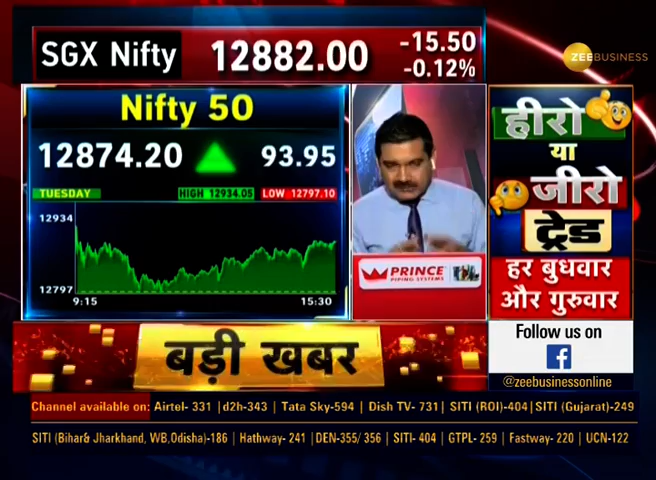 SGX Nifty 12882.00 -15.50
-0.12%
ZEE BUSINESS
Nifty 50
12874.20 93.95
TUESDAY HIGH 12934.05 LOW 12797.10
12934
12797
9:15 15:30
PRINCE
PIPING SYSTEMS
हीरो
या
जीरो
ट्रेड
हर बुधवार
और गुरुवार
Follow us on
@zeebusinessonline
बड़ी खबर
Channel available on: Airtel- 331 | d2h-343 | Tata Sky-594 | Dish TV- 731| SITI (ROI)-404| SITI (Gujarat)-249
SITI (Bihar& Jharkhand, WB,Odisha)-186 | Hathway- 241 |DEN-355/ 356 | SITI- 404 | GTPL- 259 | Fastway- 220 | UCN-122